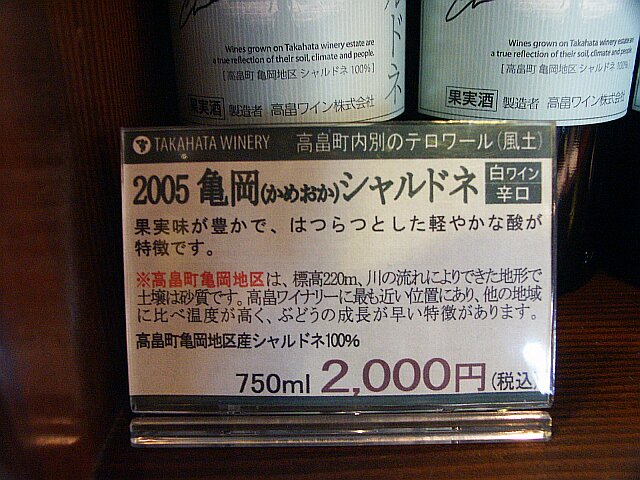 ルドネ
Wines grown on Takahata winery estate are
a true reflection of their soil, climate and people.
[高畠町 亀岡地区 シャルドネ 100%]
果実酒 製造者 高畠ワイン株式会社
Wines grown on Takahata winery estate are
a true reflection of their soil, climate and people.
[高畠町 亀岡地区 シャルドネ 100%]
果実酒 製造者 高畠ワイン株式会社
TAKAHATA WINERY 高畠町内別のテロワール(風土)
2005 亀岡(かめおか)シャルドネ 白ワイン
辛口
果実味が豊かで、はつらつとした軽やかな酸が
特徴です。
※高畠町亀岡地区は、標高220m、川の流れによりできた地形で
土壌は砂質です。高畠ワイナリーに最も近い位置にあり、他の地域
に比べ温度が高く、ぶどうの成長が早い特徴があります。
高畠町亀岡地区産シャルドネ100%
750ml 2,000円(税込)